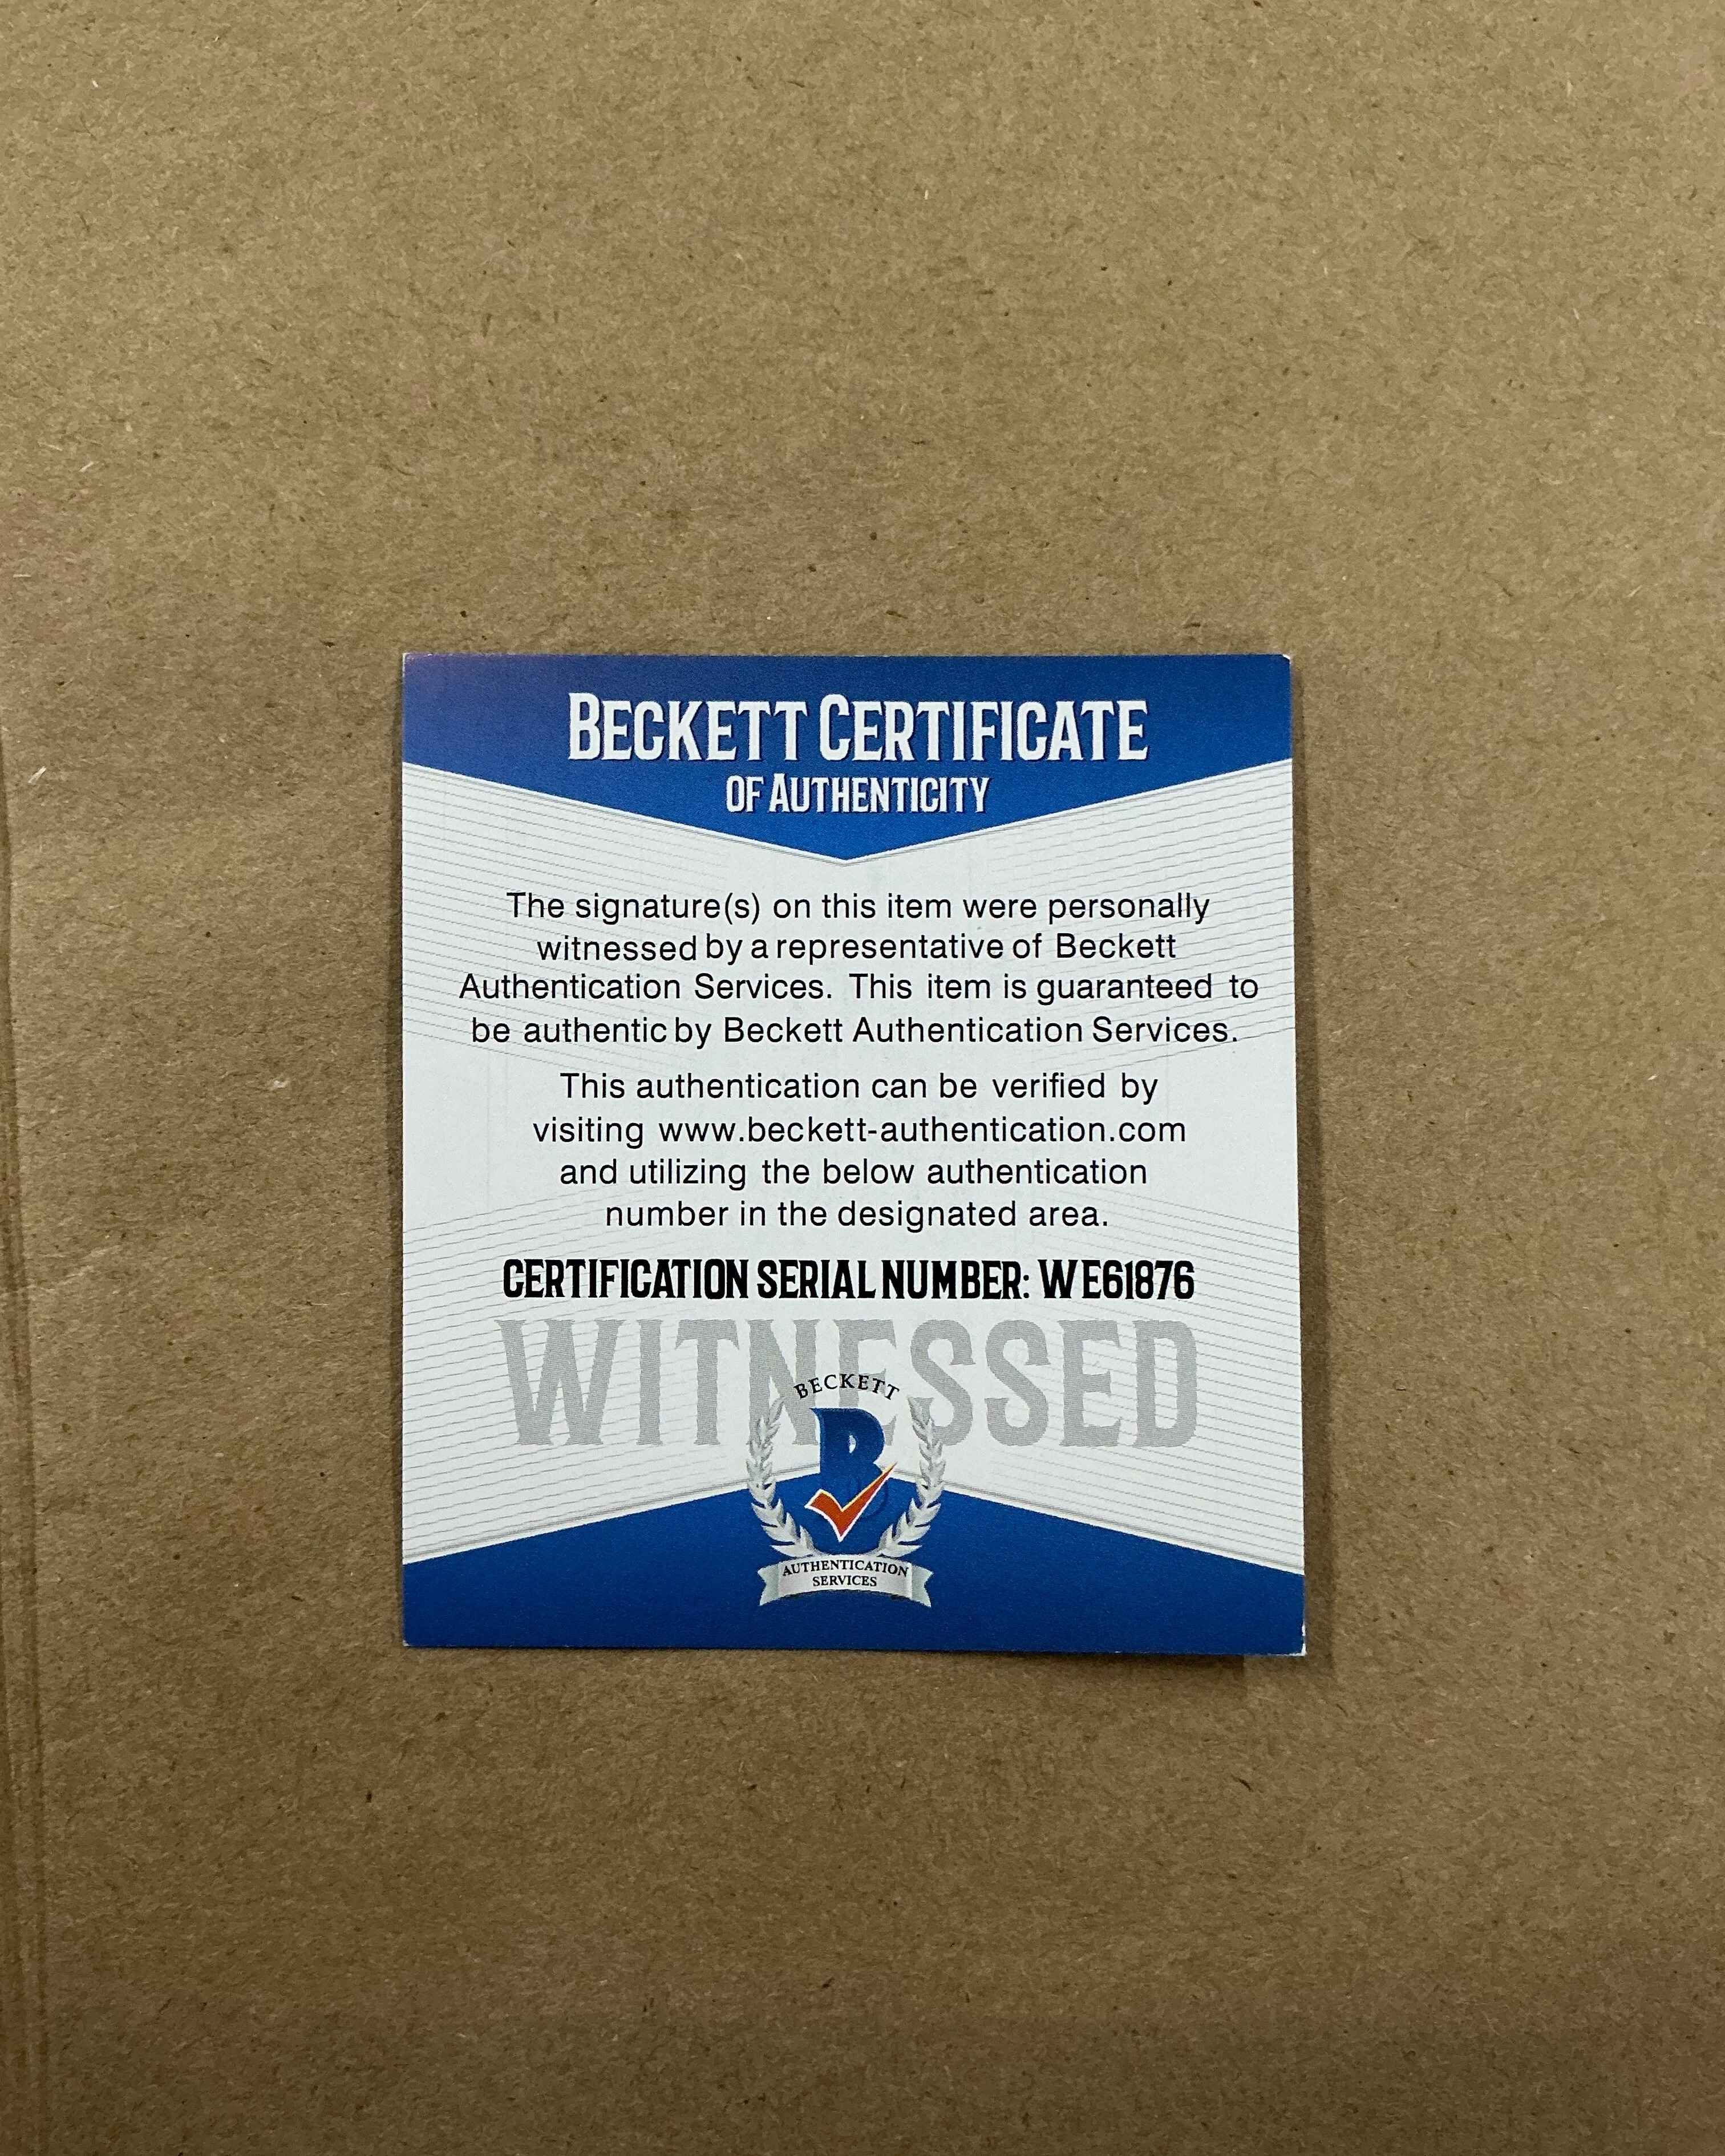 BECKETT CERTIFICATE
OF AUTHENTICITY
The signature(s) on this item were personally
witnessed by a representative of Beckett
Authentication Services. This item is guaranteed to
be authentic by Beckett Authentication Services.
This authentication can be verified by
visiting www.beckett-authentication.com
and utilizing the below authentication
number in the designated area.
CERTIFICATION SERIAL NUMBER: WE61876
WITNESSED
BECKETT
B
AUTHENTICATION
SERVICES